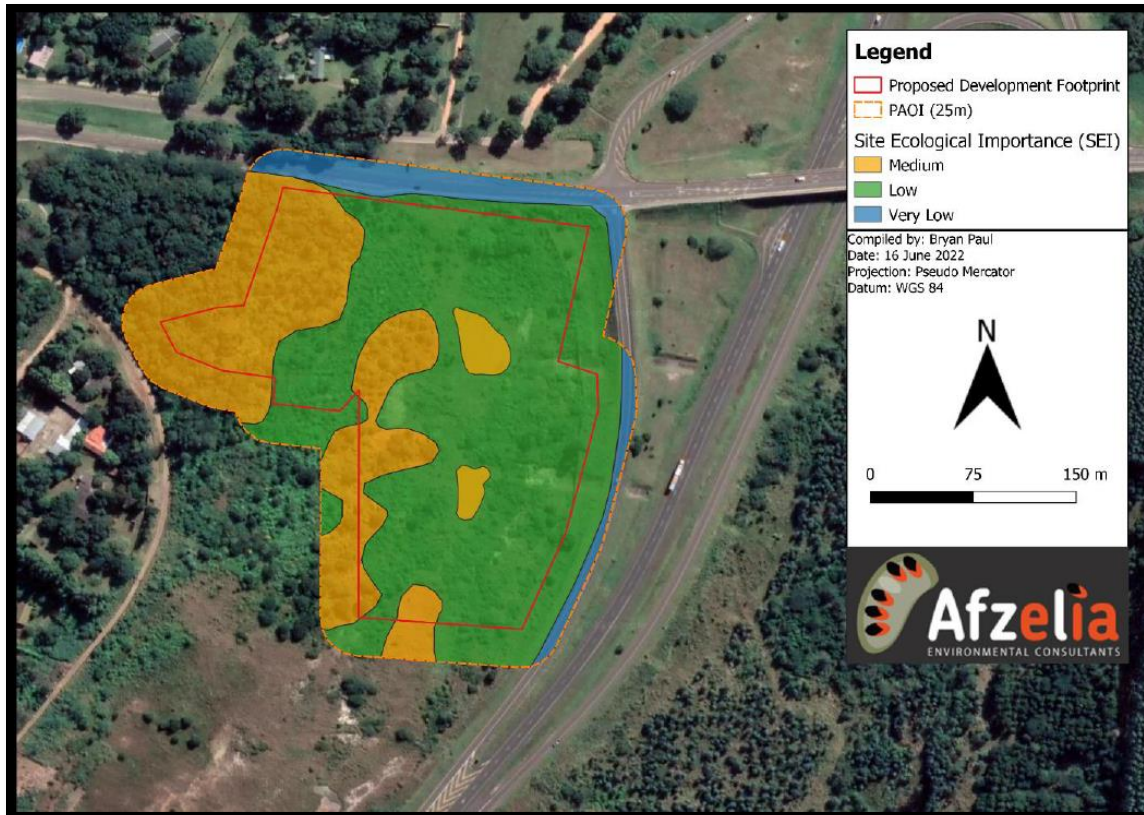 Legend
Proposed Development Footprint
PAOI (25m)
Site Ecological Importance (SEI)
Medium
Low
Very Low
Compiled by: Bryan Paul
Date: 16 June 2022
Projection: Pseudo Mercator
Datum: WGS 84
N
0 75 150 m
Afzelia
ENVIRONMENTAL CONSULTANTS